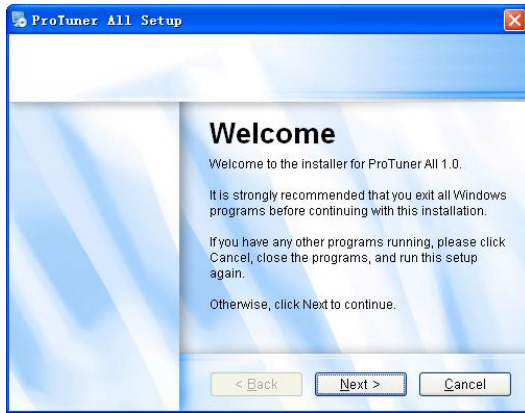 ProTuner All Setup
Welcome
Welcome to the installer for ProTuner All 1.0.
It is strongly recommended that you exit all Windows
programs before continuing with this installation.
If you have any other programs running, please click
Cancel, close the programs, and run this setup
again.
Otherwise, click Next to continue.
< Back
Next >
Cancel